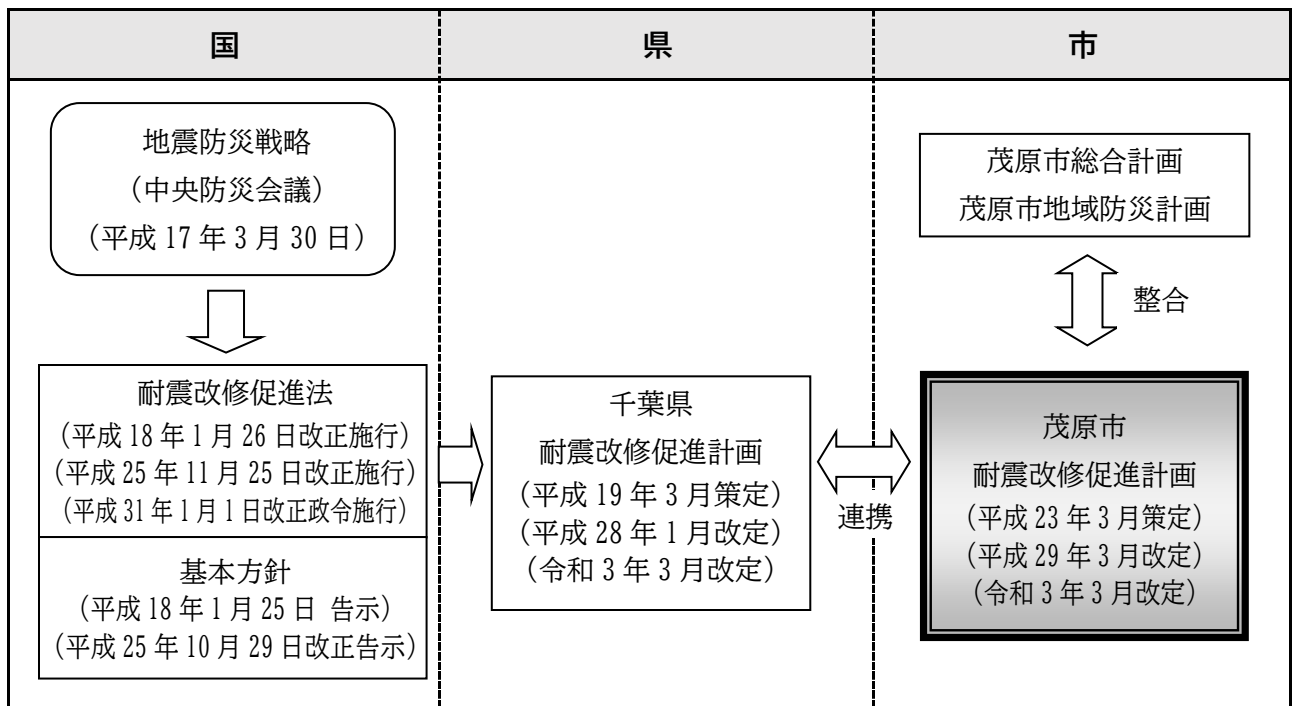 国
県
市
地震防災戦略
（中央防災会議）
（平成 17 年 3 月 30 日）
耐震改修促進法
（平成 18 年 1 月 26 日改正施行）
（平成 25 年 11 月 25 日改正施行）
（平成 31 年 1 月 1 日改正政令施行）
基本方針
（平成 18 年 1 月 25 日 告示）
（平成 25 年 10 月 29 日改正告示）
千葉県
耐震改修促進計画
（平成 19 年 3 月策定）
（平成 28 年 1 月改定）
（令和 3 年 3 月改定）
連携
茂原市総合計画
茂原市地域防災計画
整合
茂原市
耐震改修促進計画
（平成 23 年 3 月策定）
（平成 29 年 3 月改定）
（令和 3 年 3 月改定）